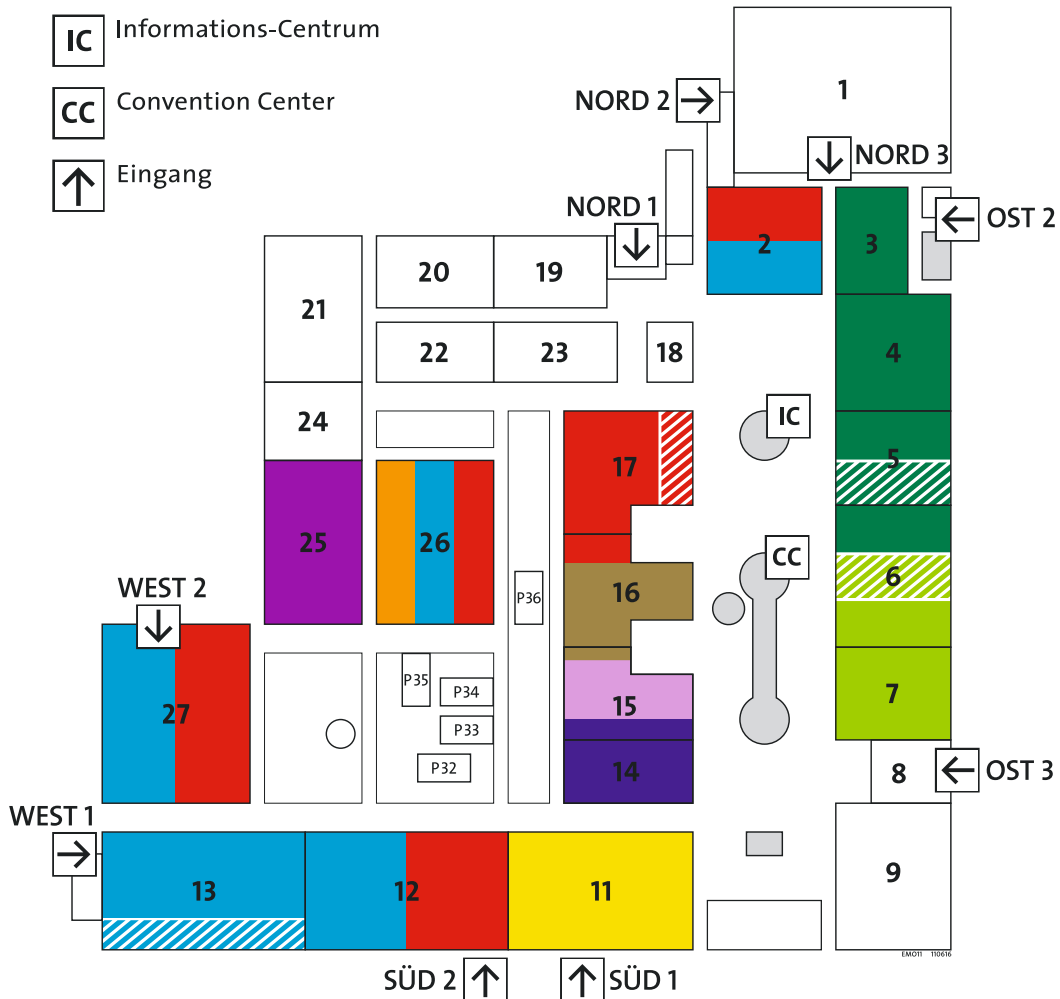 IC Informations-Centrum
CC Convention Center
Eingang
NORD 2
1
NORD 3
NORD 1
OST 2
2
3
20
19
21
4
22
23
18
24
IC
17
5
25
26
CC
6
WEST 2
P36
16
P35
P34
7
27
15
P33
P32
14
8
OST 3
WEST 1
13
12
11
9
EMO11 110616
SÜD 2
SÜD 1